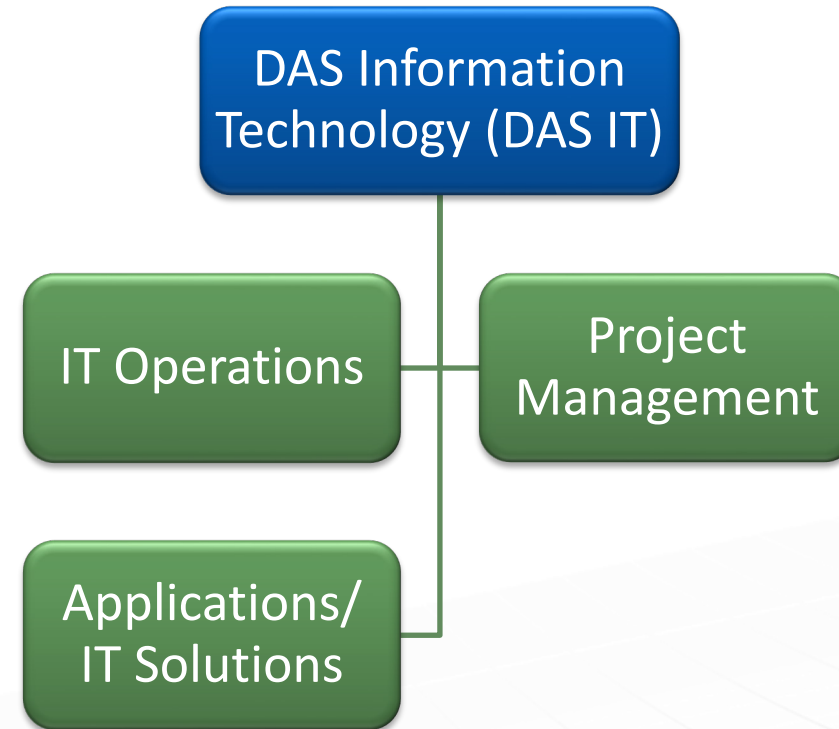 DAS Information
Technology (DAS IT)
IT Operations
Project
Management
Applications/
IT Solutions